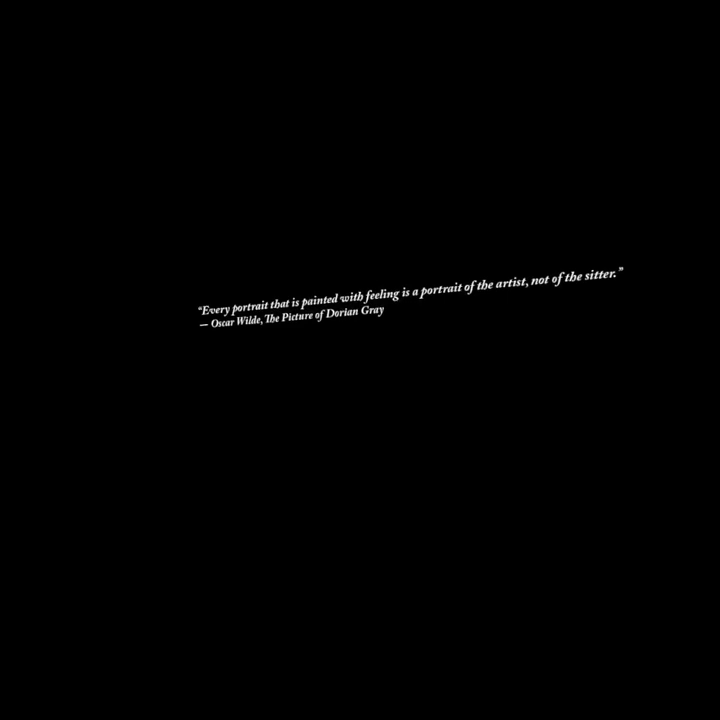 “Every portrait that is painted with feeling is a portrait of the artist, not of the sitter.”
— Oscar Wilde, The Picture of Dorian Gray